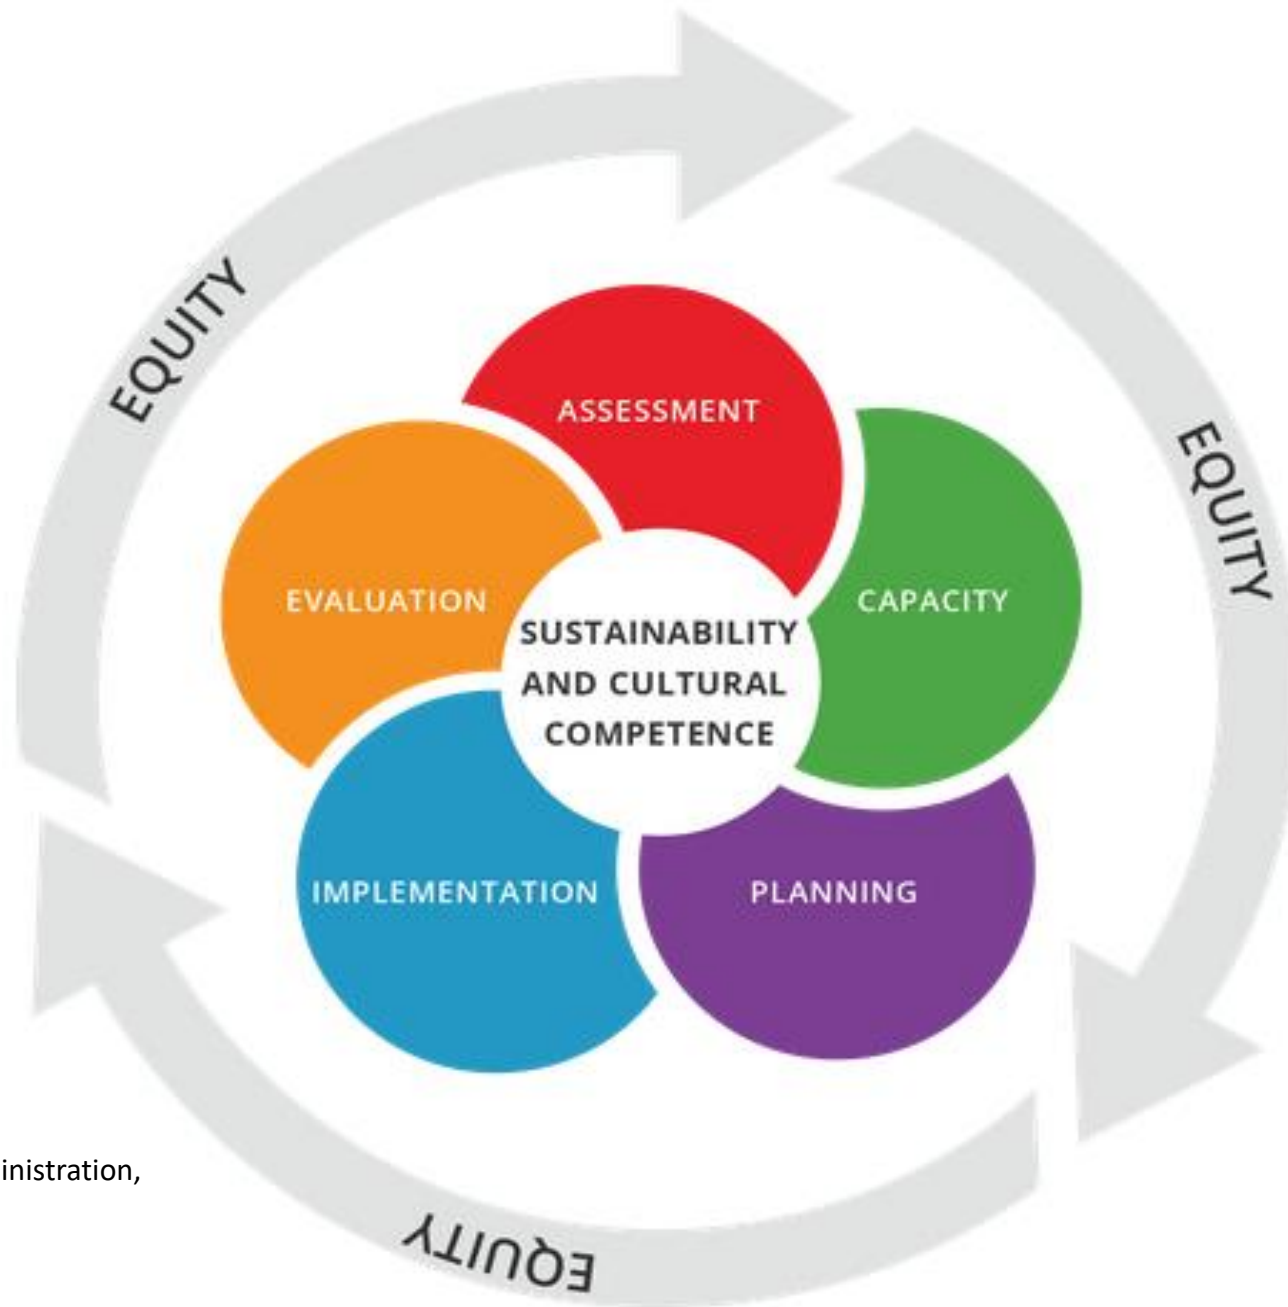 EQUITY
EQUITY
ASSESSMENT
EVALUATION
CAPACITY
SUSTAINABILITY
AND CULTURAL
COMPETENCE
IMPLEMENTATION
PLANNING
inistration,
EQUITY